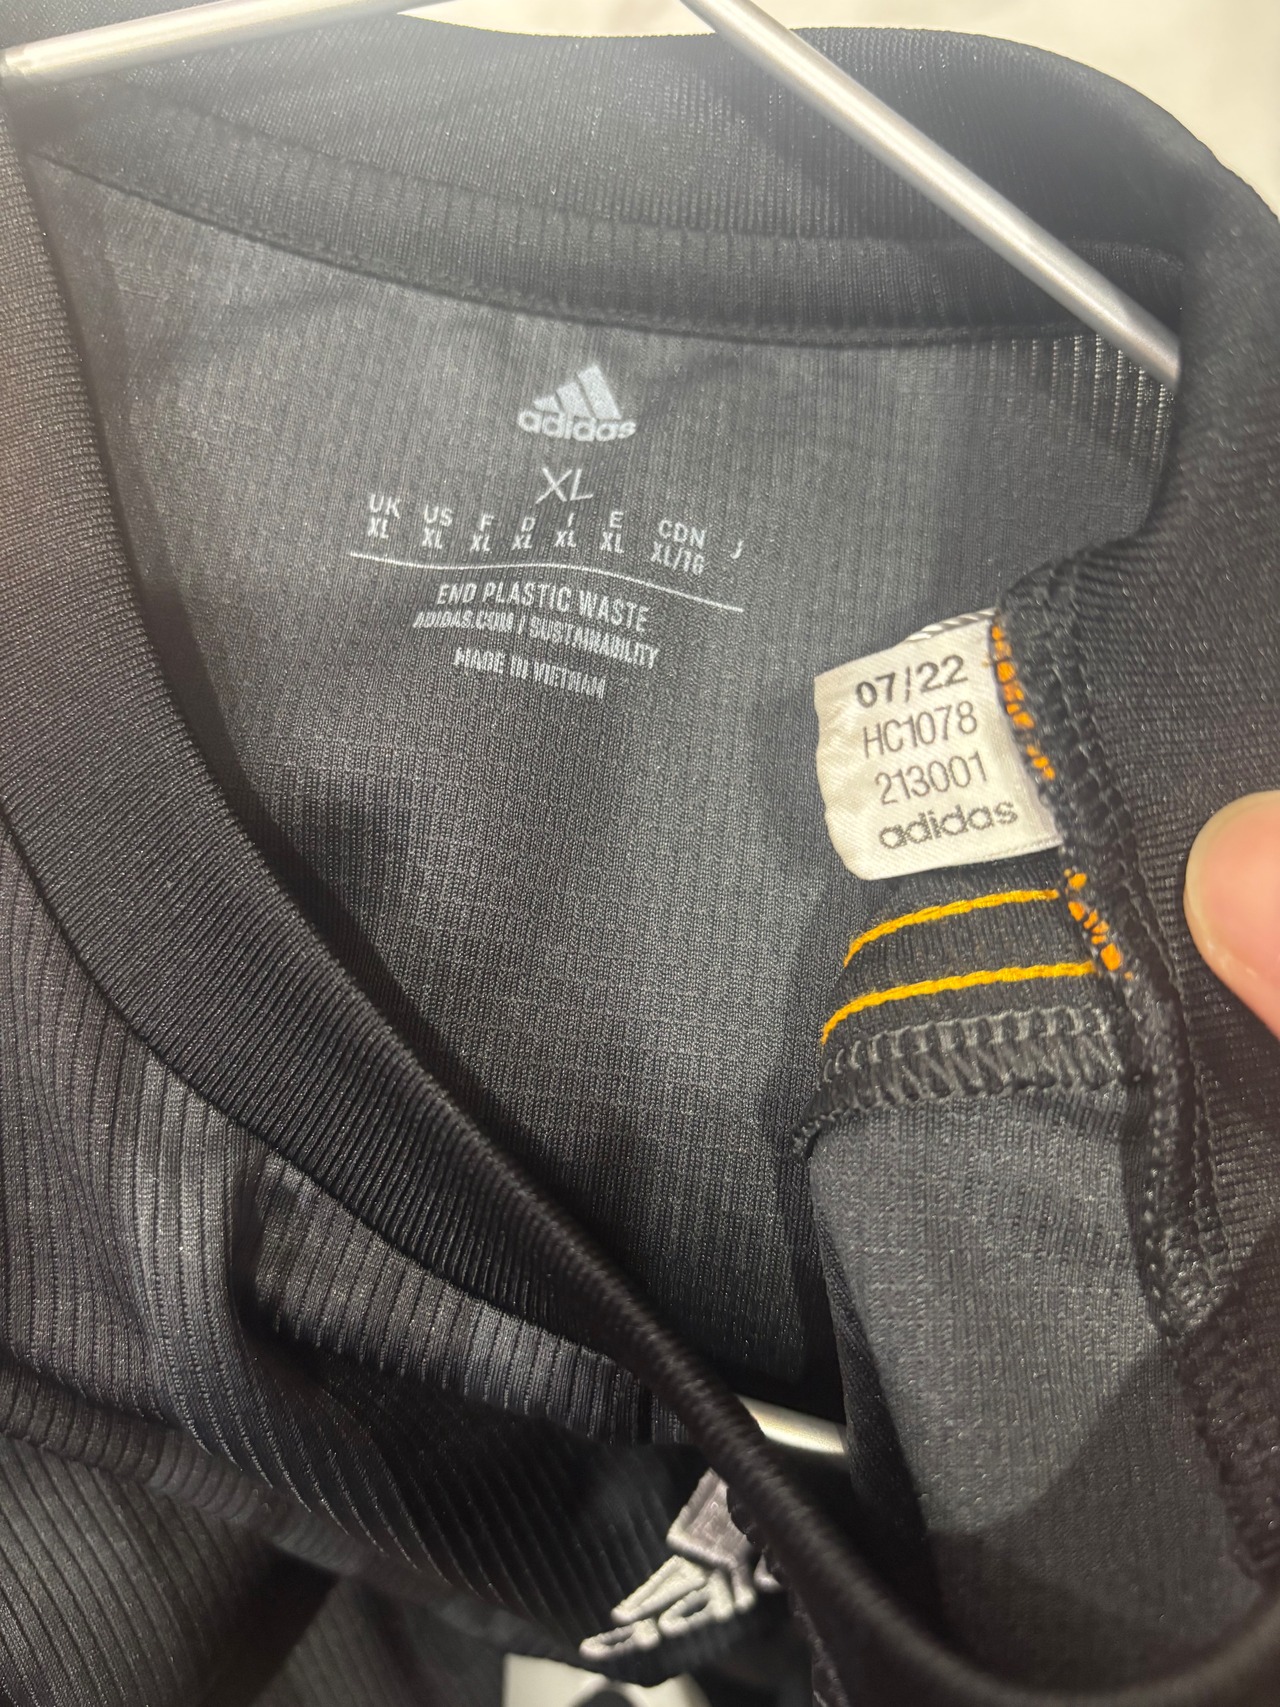 adidas
XL
UK US F D I E CDN J
XL XL XL XL XL XL XL/TG
END PLASTIC WASTE
ADIDAS.COM / SUSTAINABILITY
MADE IN VIETNAM
07/22
HC1078
213001
adidas